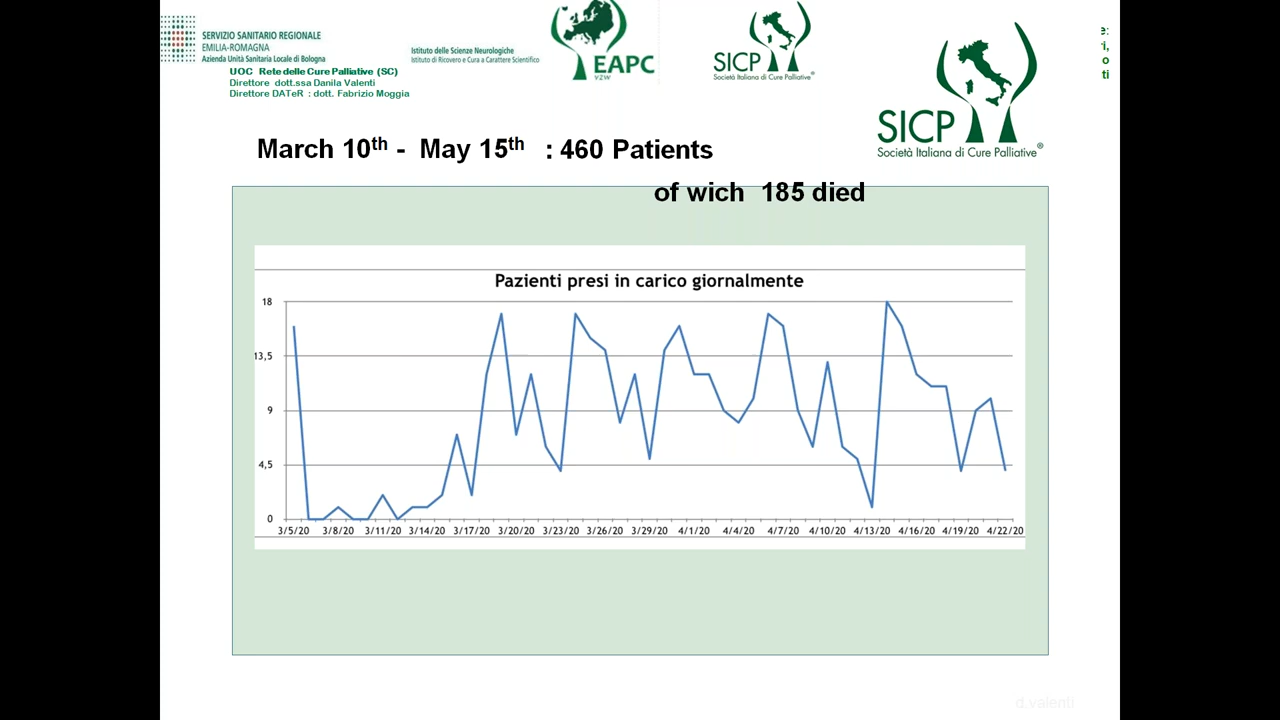 SERVIZIO SANITARIO REGIONALE
EMILIA-ROMAGNA
Azienda Unità Sanitaria Locale di Bologna
Istituto delle Scienze Neurologiche
Istituto di Ricovero e Cura a Carattere Scientifico
EAPC
VZW
SICP
Società Italiana di Cure Palliative®
SICP
Società Italiana di Cure Palliative®
e:
i,
o
ti
UOC Rete delle Cure Palliative (SC)
Direttore dott.ssa Danila Valenti
Direttore DATeR : dott. Fabrizio Moggia
March 10th - May 15th : 460 Patients
of wich 185 died
Pazienti presi in carico giornalmente
18
13,5
9
4,5
0
3/5/20 3/8/20 3/11/20 3/14/20 3/17/20 3/20/20 3/23/20 3/26/20 3/29/20 4/1/20 4/4/20 4/7/20 4/10/20 4/13/20 4/16/20 4/19/20 4/22/20
d.valenti